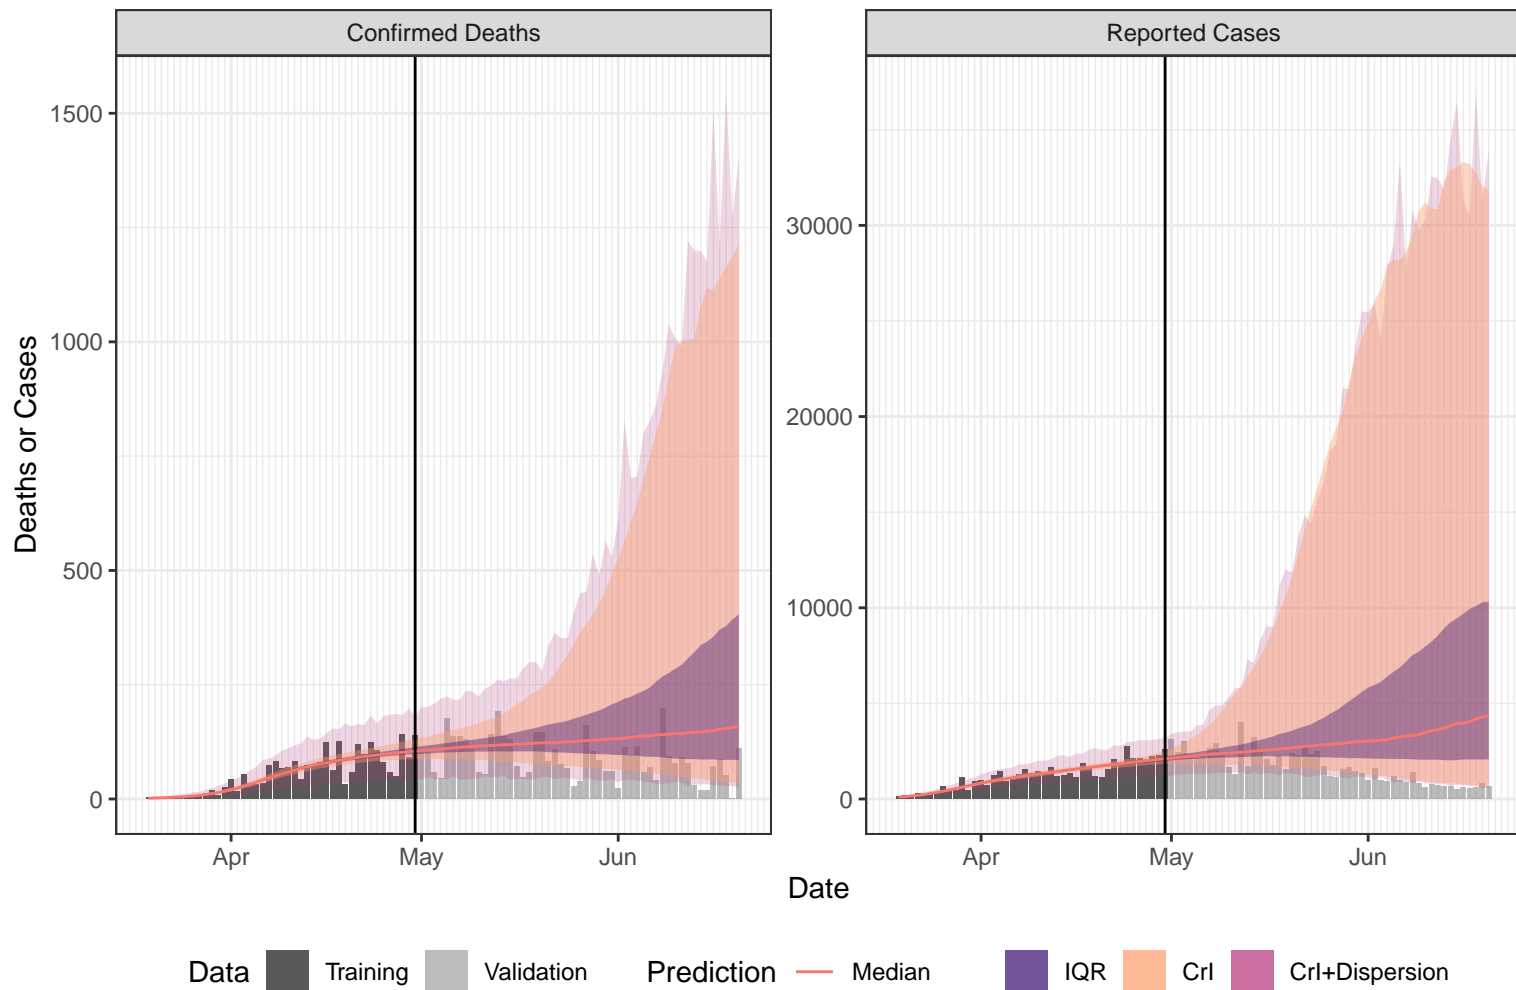 Confirmed Deaths
Reported Cases
Deaths or Cases
1500
1000
500
0
30000
20000
10000
0
Apr
May
Jun
Apr
May
Jun
Date
Data
Training
Validation
Prediction
Median
IQR
CrI
CrI+Dispersion